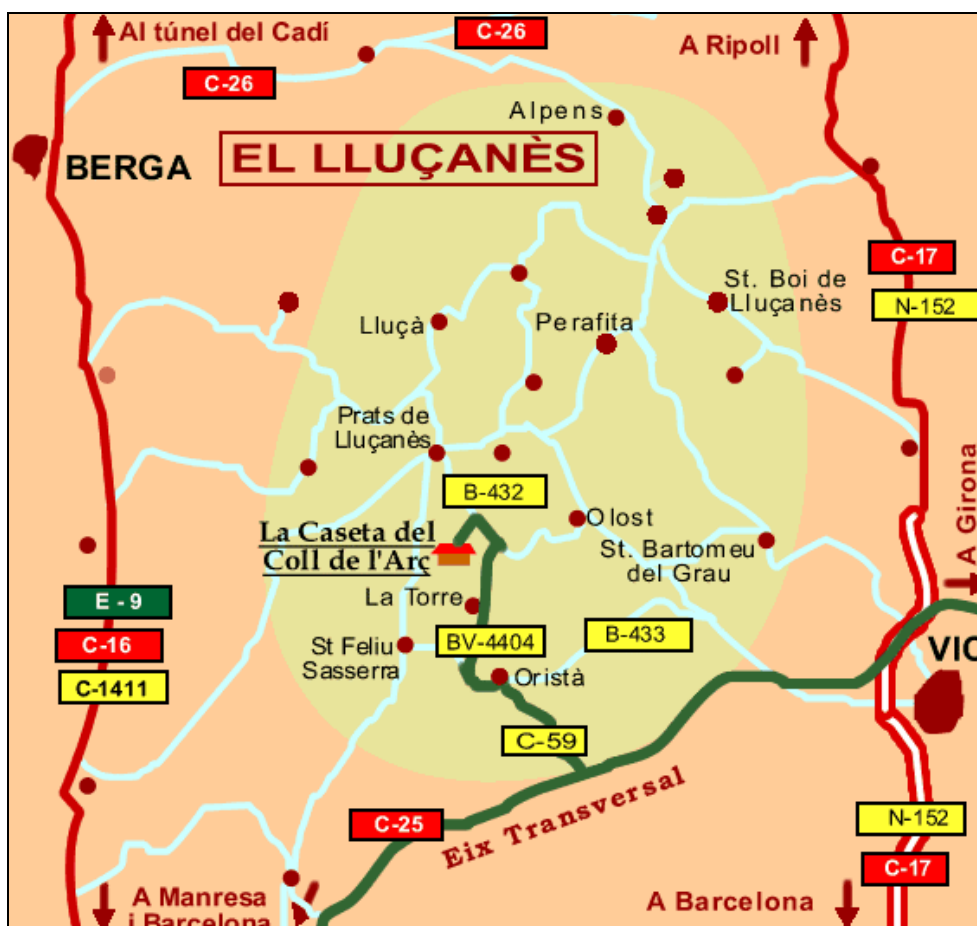 Al túnel del Cadí
C-26
A Ripoll
C-26
Alpens
BERGA
EL LLUÇANÈS
C-17
St. Boi de
Lluçanès
N-152
Lluçà
Perafita
Prats de
Lluçanès
B-432
La Caseta del
Coll de l'Arç
Olost
St. Bartomeu
del Grau
A Girona
E - 9
La Torre
C-16
St Feliu
Sasserra
BV-4404
B-433
VIC
C-1411
Oristà
C-59
Eix Transversal
C-25
N-152
C-17
A Manresa
i Barcelona
A Barcelona